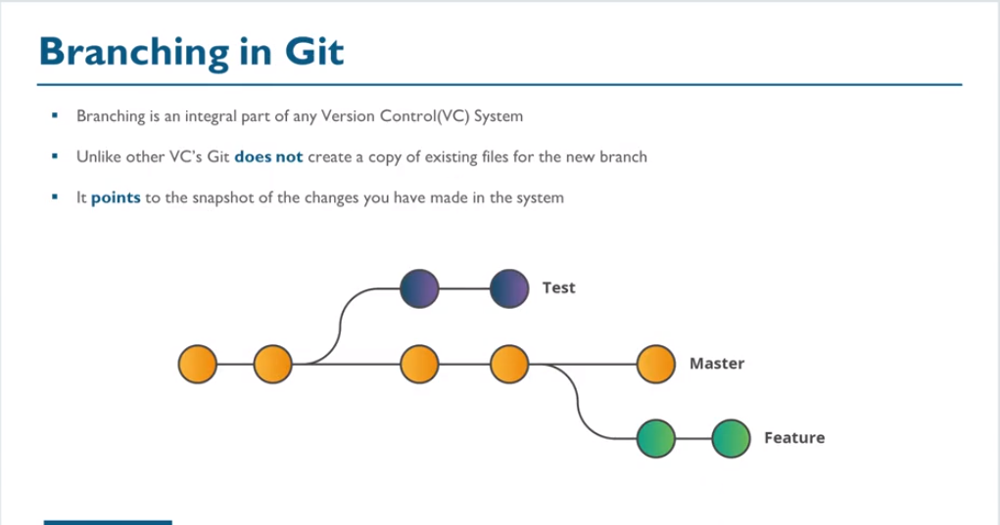 Branching in Git
▪ Branching is an integral part of any Version Control(VC) System
▪ Unlike other VC's Git does not create a copy of existing files for the new branch
▪ It points to the snapshot of the changes you have made in the system
Test
Master
Feature